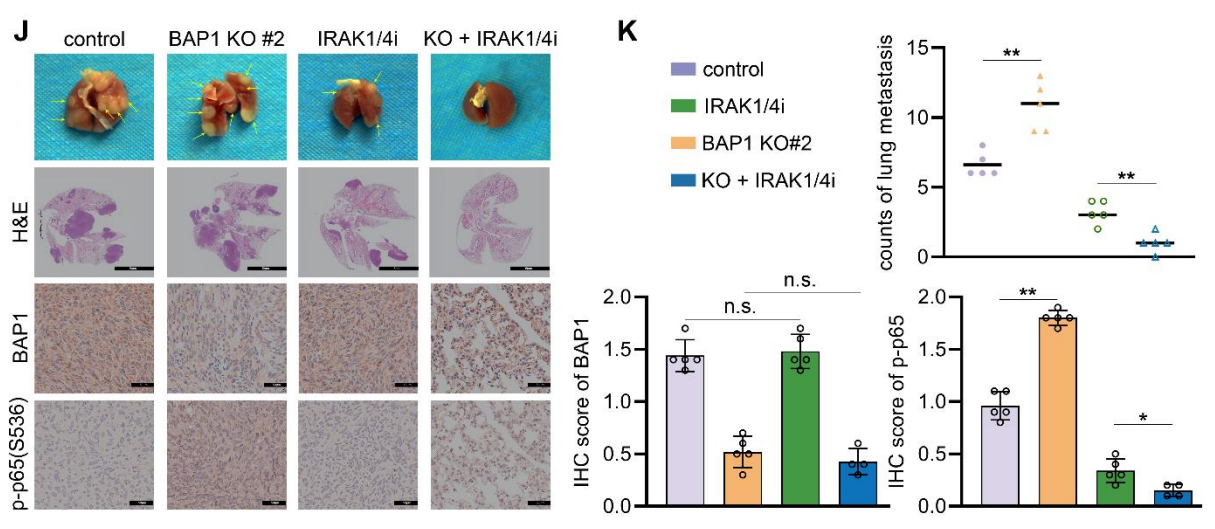 J
control BAP1 KO #2 IRAK1/4i KO + IRAK1/4i
H&E
BAP1
p-p65(S536)
K
control
IRAK1/4i
BAP1 KO#2
KO + IRAK1/4i
counts of lung metastasis
15
10
5
0
**
**
IHC score of BAP1
2.0
1.5
1.0
0.5
0.0
n.s.
n.s.
IHC score of p-p65
2.0
1.5
1.0
0.5
0.0
**
*